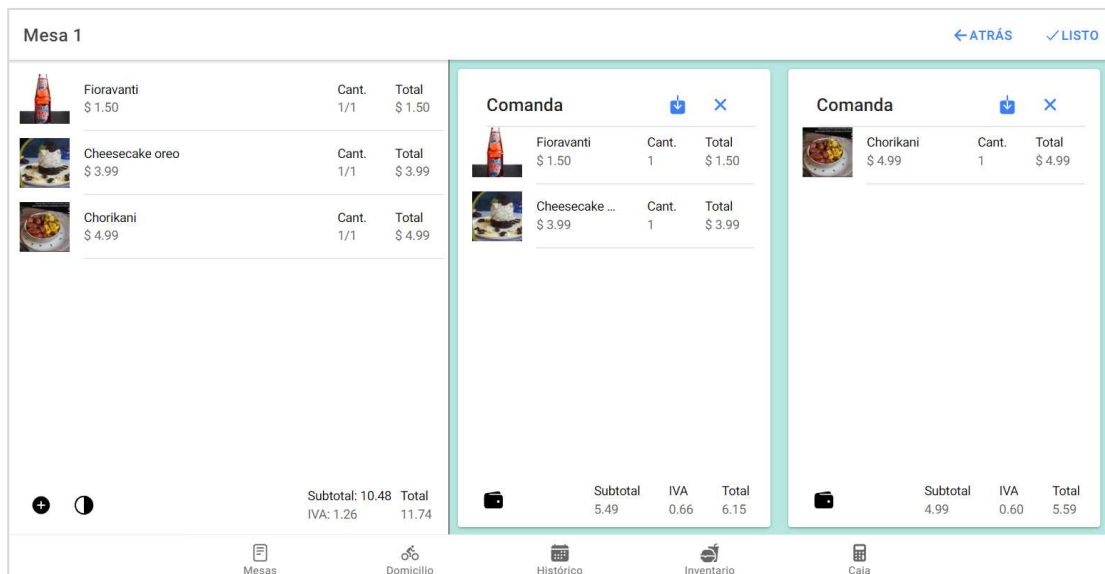 Mesa 1
ATRÁS LISTO
Fioravanti Cant. Total
$ 1.50 1/1 $ 1.50
Cheesecake oreo Cant. Total
$ 3.99 1/1 $ 3.99
Chorikani Cant. Total
$ 4.99 1/1 $ 4.99
Subtotal: 10.48 Total
IVA: 1.26 11.74
Comanda
Fioravanti Cant. Total
$ 1.50 1 $ 1.50
Cheesecake ... Cant. Total
$ 3.99 1 $ 3.99
Subtotal IVA Total
5.49 0.66 6.15
Comanda
Chorikani Cant. Total
$ 4.99 1 $ 4.99
Subtotal IVA Total
4.99 0.60 5.59
Mesas Domicilio Histórico Inventario Caja